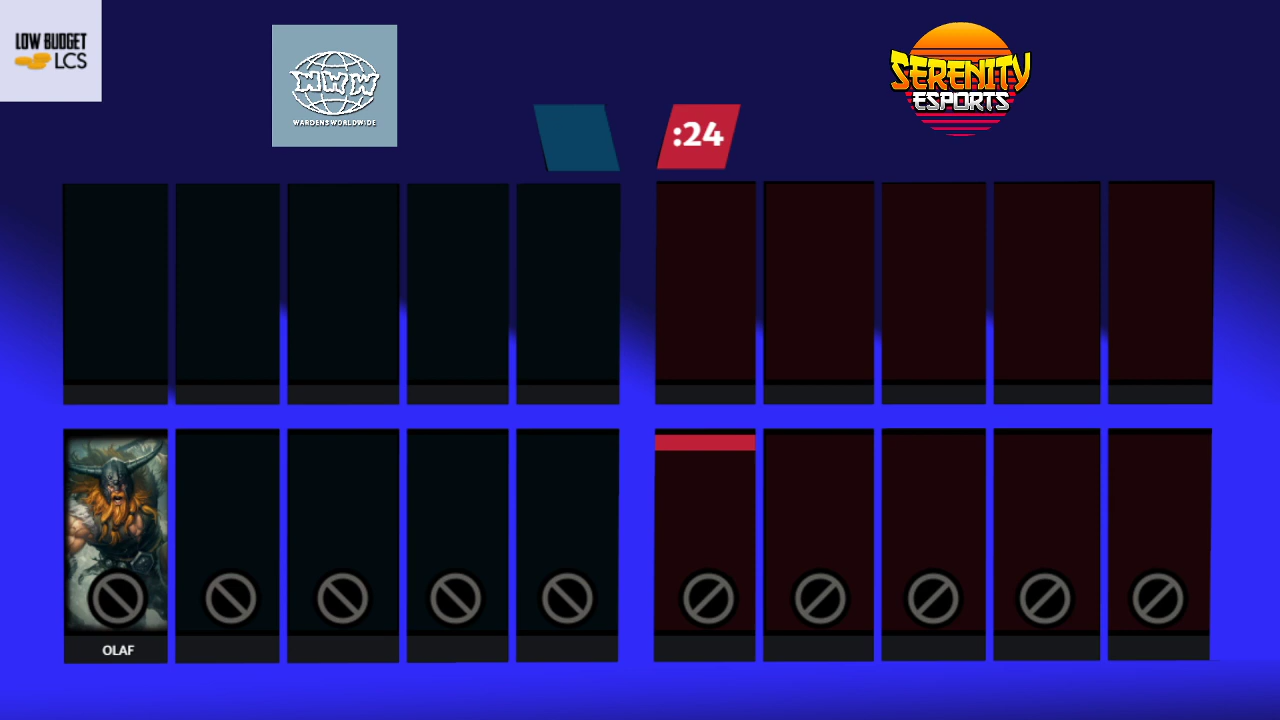 LOW BUDGET
LCS
WWW
WARDENSWORLDWIDE
SERENITY
ESPORTS
:24
OLAF